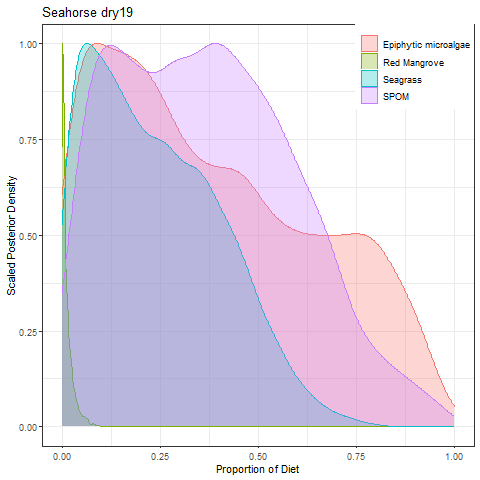 Seahorse dry19
Epiphytic microalgae
Red Mangrove
Seagrass
SPOM
1.00
0.75
0.50
0.25
0.00
Scaled Posterior Density
0.00 0.25 0.50 0.75 1.00
Proportion of Diet